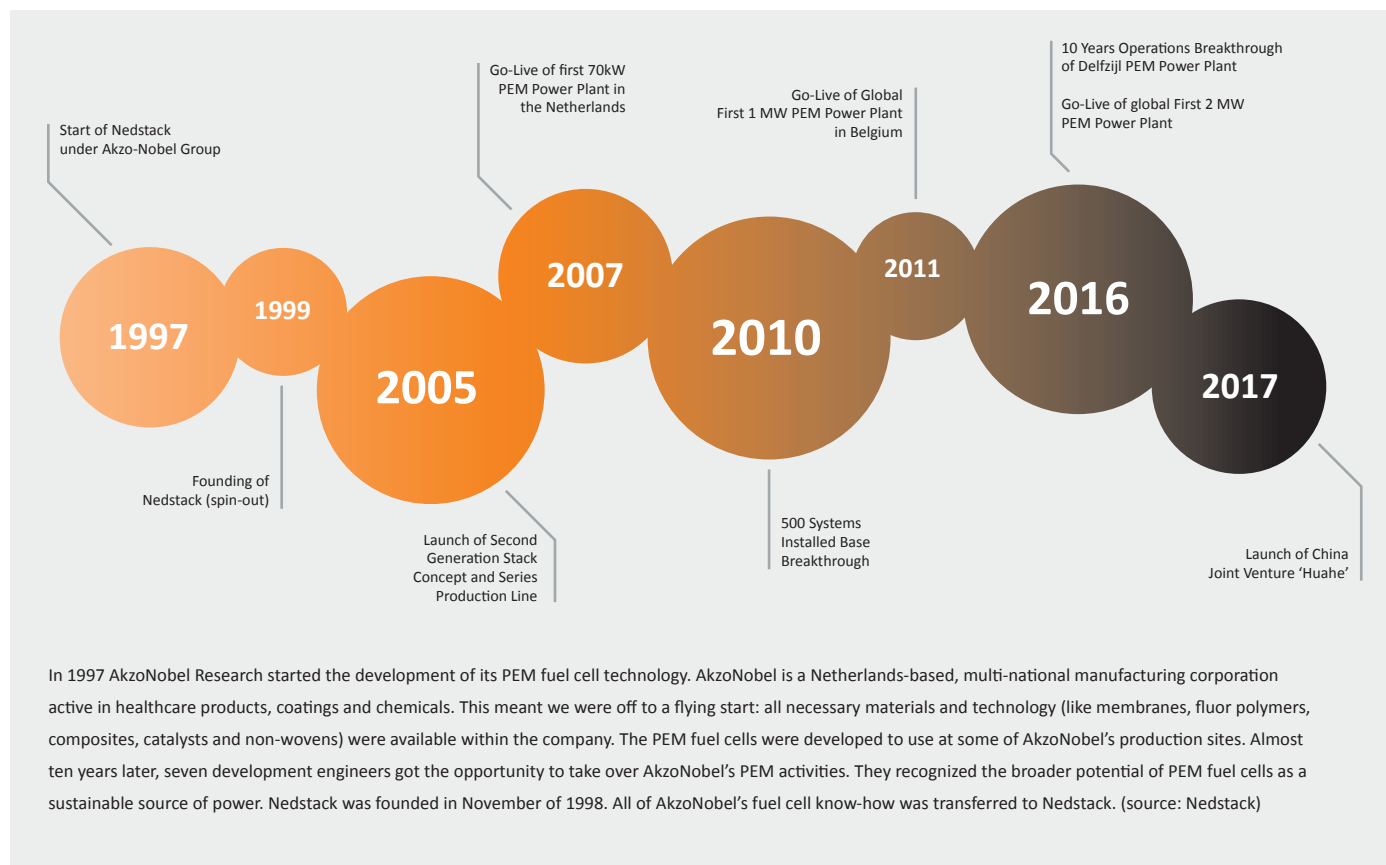 Start of Nedstack
under Akzo-Nobel Group
1997
1999
Founding of
Nedstack (spin-out)
2005
Launch of Second
Generation Stack
Concept and Series
Production Line
Go-Live of first 70kW
PEM Power Plant in
the Netherlands
2007
2010
500 Systems
Installed Base
Breakthrough
Go-Live of Global
First 1 MW PEM Power Plant
in Belgium
2011
10 Years Operations Breakthrough
of Delfzijl PEM Power Plant
Go-Live of global First 2 MW
PEM Power Plant
2016
2017
Launch of China
Joint Venture ‘Huahe’
In 1997 AkzoNobel Research started the development of its PEM fuel cell technology. AkzoNobel is a Netherlands-based, multi-national manufacturing corporation
active in healthcare products, coatings and chemicals. This meant we were off to a flying start: all necessary materials and technology (like membranes, fluor polymers,
composites, catalysts and non-wovens) were available within the company. The PEM fuel cells were developed to use at some of AkzoNobel’s production sites. Almost
ten years later, seven development engineers got the opportunity to take over AkzoNobel’s PEM activities. They recognized the broader potential of PEM fuel cells as a
sustainable source of power. Nedstack was founded in November of 1998. All of AkzoNobel’s fuel cell know-how was transferred to Nedstack. (source: Nedstack)